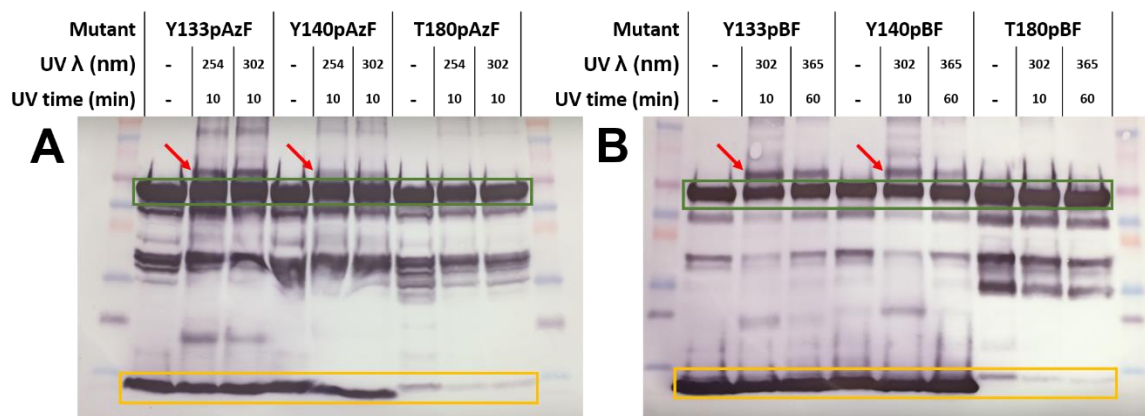 Mutant Y133pAzF Y140pAzF T180pAzF
UV λ (nm) - 254 302 - 254 302 - 254 302
UV time (min) - 10 10 - 10 10 - 10 10
A
Mutant Y133pBF Y140pBF T180pBF
UV λ (nm) - 302 365 - 302 365 - 302 365
UV time (min) - 10 60 - 10 60 - 10 60
B